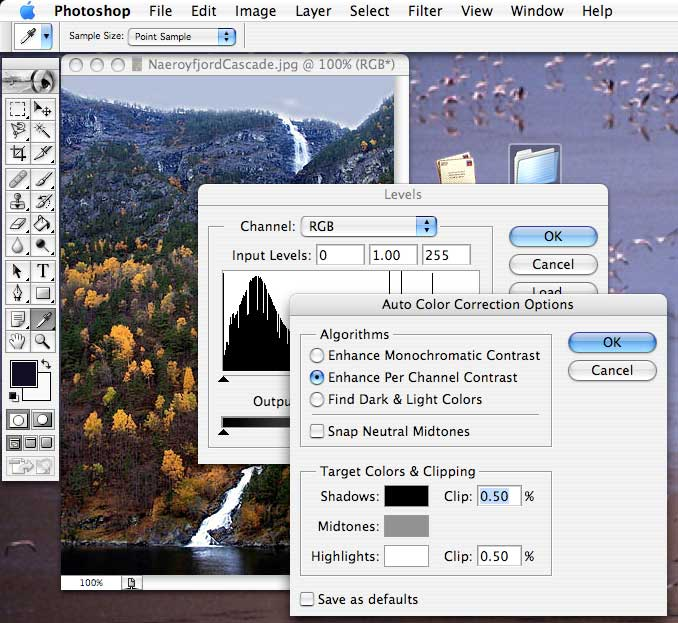 Photoshop File Edit Image Layer Select Filter View Window Help
Sample Size: Point Sample
NaeroyfjordCascade.jpg @ 100% (RGB*)
Levels
Channel: RGB
OK
Input Levels: 0 1.00 255
Cancel
Load
Auto Color Correction Options
Algorithms
OK
Enhance Monochromatic Contrast
Cancel
Enhance Per Channel Contrast
Find Dark & Light Colors
Snap Neutral Midtones
Target Colors & Clipping
Shadows: Clip: 0.50 %
Midtones:
Highlights: Clip: 0.50 %
Save as defaults
T
100%